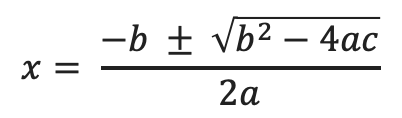 x = (−b ± √(b² − 4ac)) / (2a)